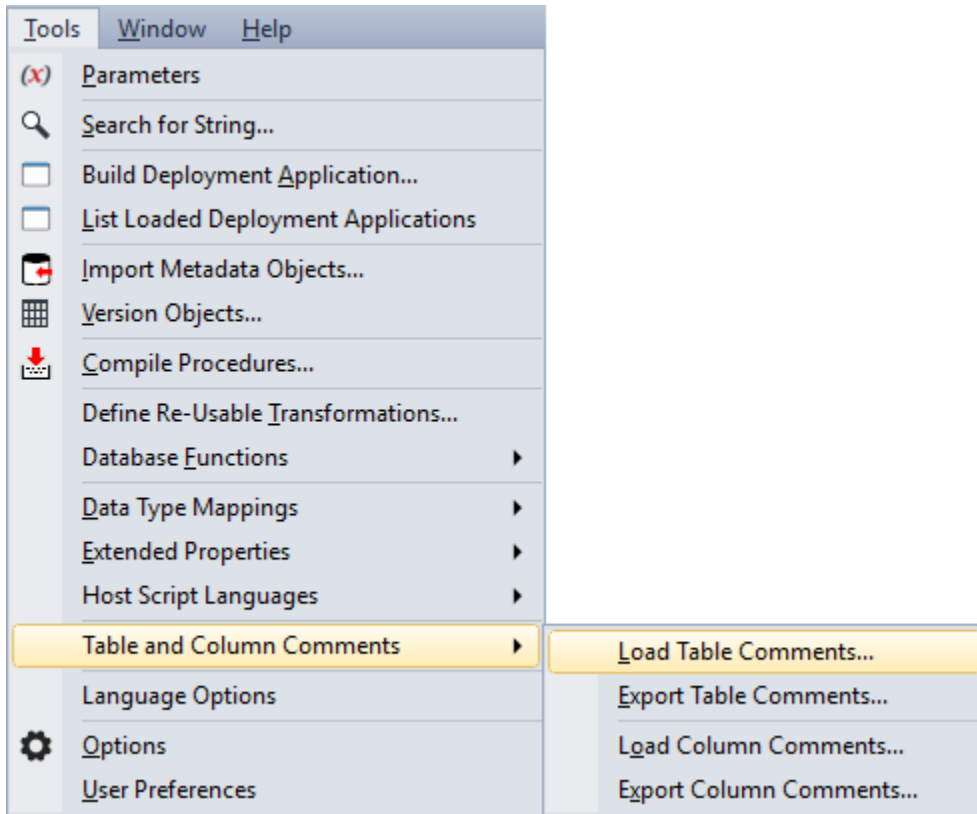 Tools Window Help
(x) Parameters
Search for String...
Build Deployment Application...
List Loaded Deployment Applications
Import Metadata Objects...
Version Objects...
Compile Procedures...
Define Re-Usable Transformations...
Database Functions
Data Type Mappings
Extended Properties
Host Script Languages
Table and Column Comments
Load Table Comments...
Export Table Comments...
Load Column Comments...
Export Column Comments...
Language Options
Options
User Preferences